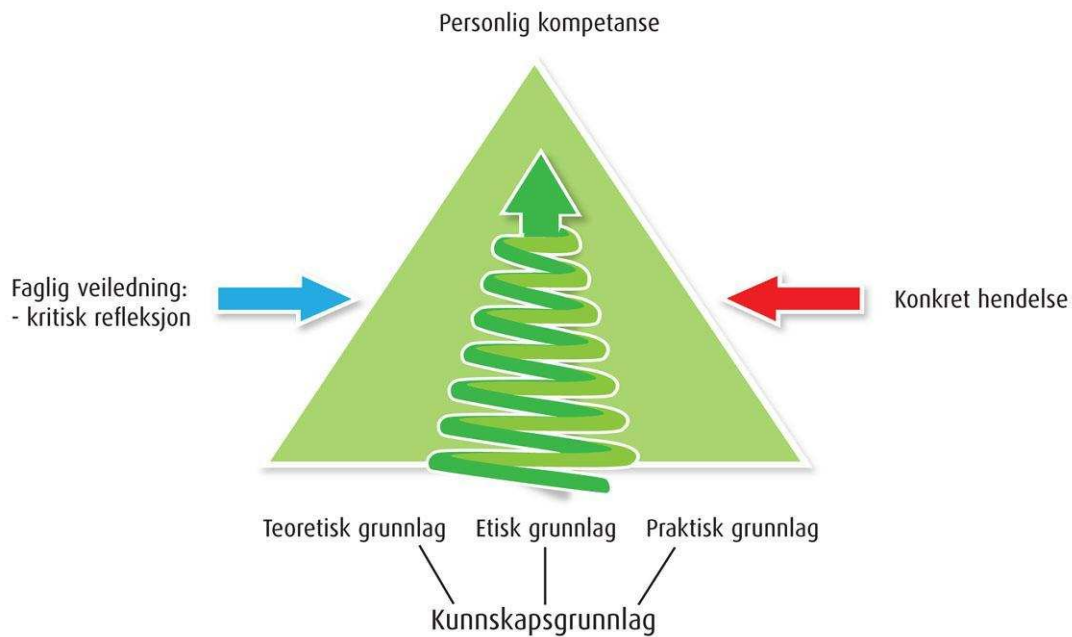 Personlig kompetanse
Faglig veiledning:
- kritisk refleksjon
Konkret hendelse
Teoretisk grunnlag
Etisk grunnlag
Praktisk grunnlag
Kunnskapsgrunnlag